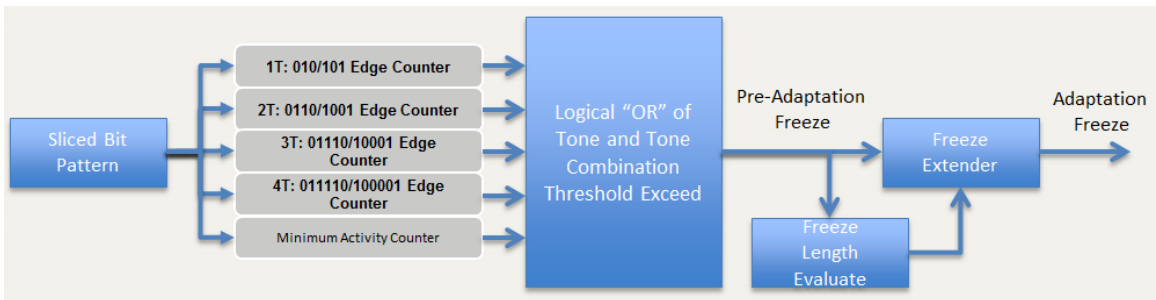 Sliced Bit
Pattern
1T: 010/101 Edge Counter
2T: 0110/1001 Edge Counter
3T: 01110/10001 Edge
Counter
4T: 011110/100001 Edge
Counter
Minimum Activity Counter
Logical “OR” of
Tone and Tone
Combination
Threshold Exceed
Pre-Adaptation
Freeze
Freeze
Length
Evaluate
Freeze
Extender
Adaptation
Freeze